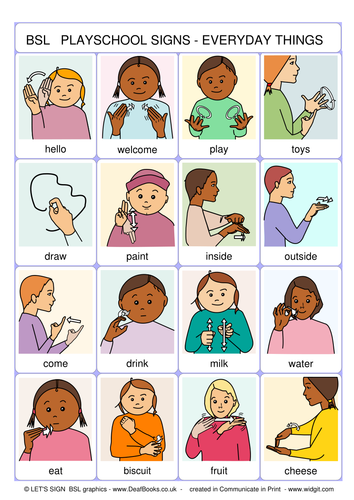 BSL PLAYSCHOOL SIGNS - EVERYDAY THINGS
hello welcome play toys
draw paint inside outside
come drink milk water
eat biscuit fruit cheese
© LET'S SIGN BSL graphics - www.DeafBooks.co.uk - created in Communicate in Print - www.widgit.com